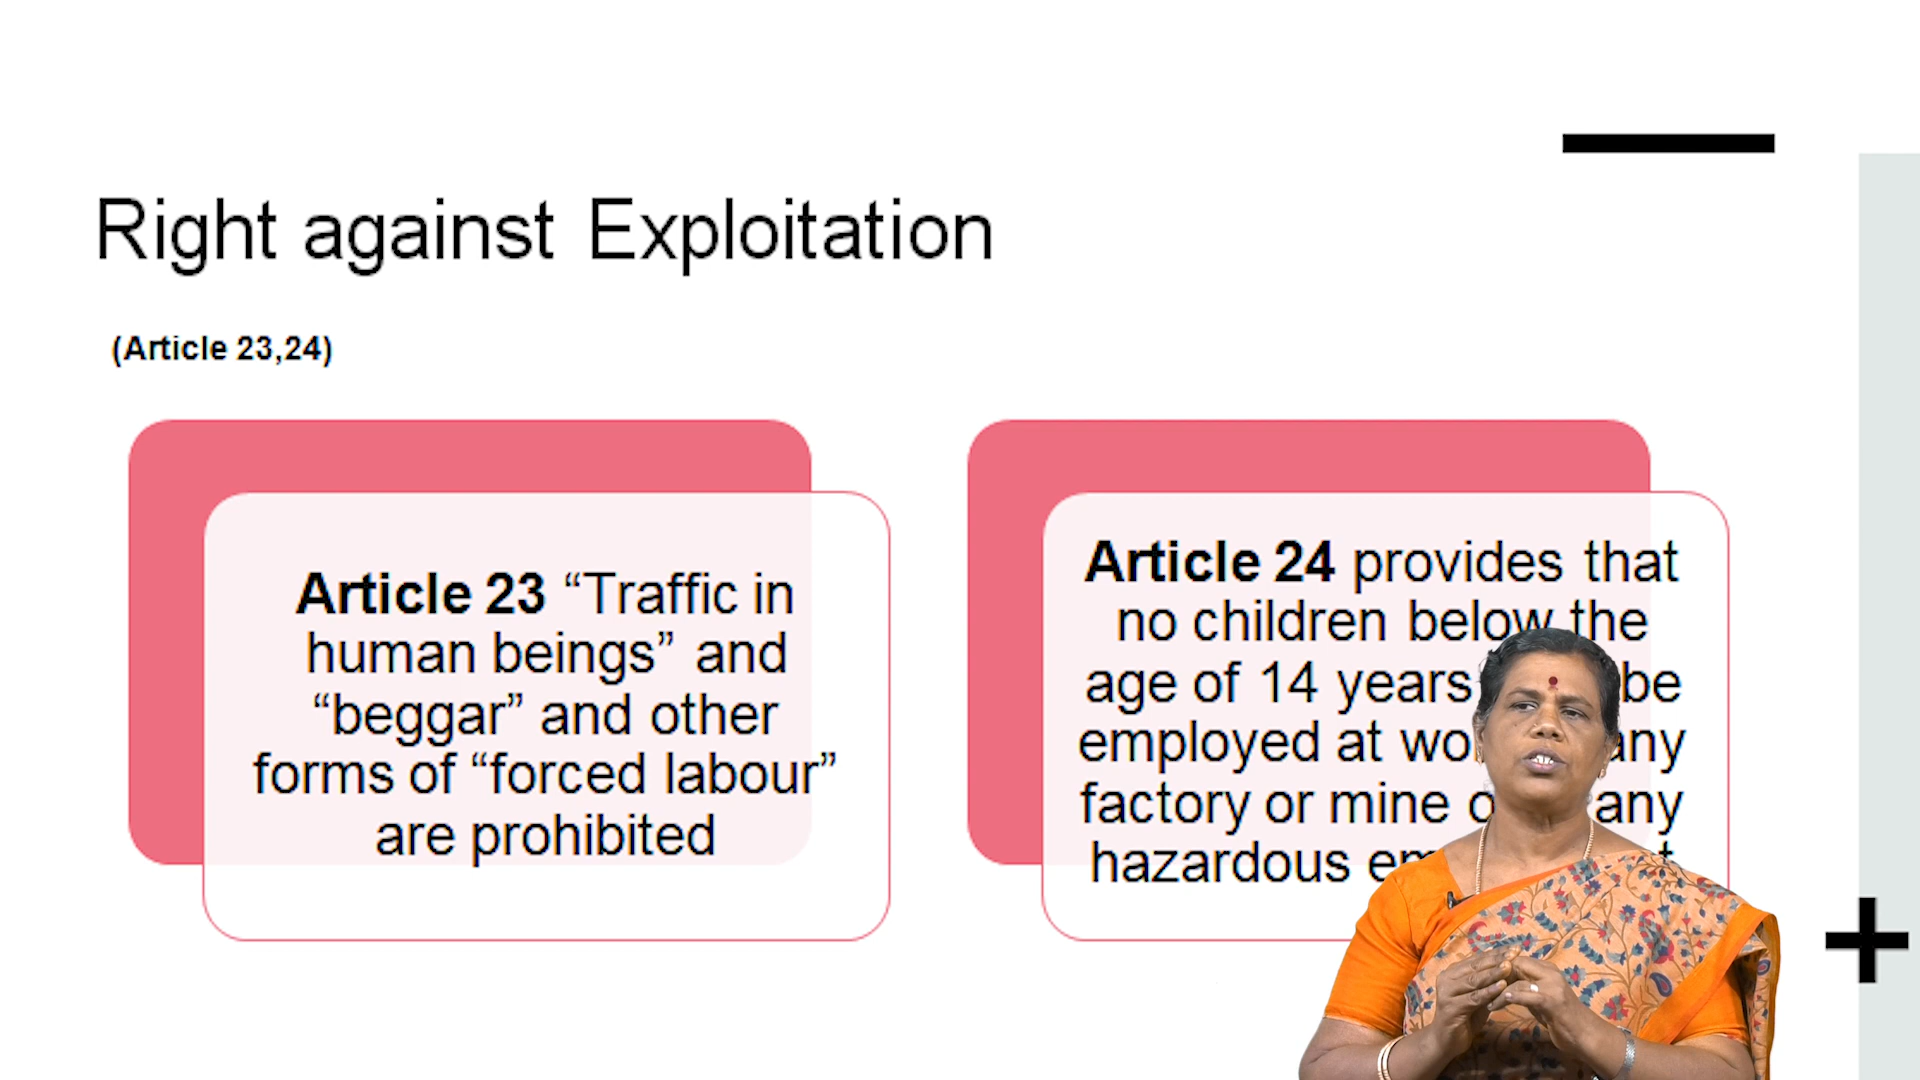 Right against Exploitation
(Article 23,24)
Article 23 “Traffic in
human beings” and
“beggar” and other
forms of “forced labour”
are prohibited
Article 24 provides that
no children below the
age of 14 years be
employed at any
factory or mine any
hazardous